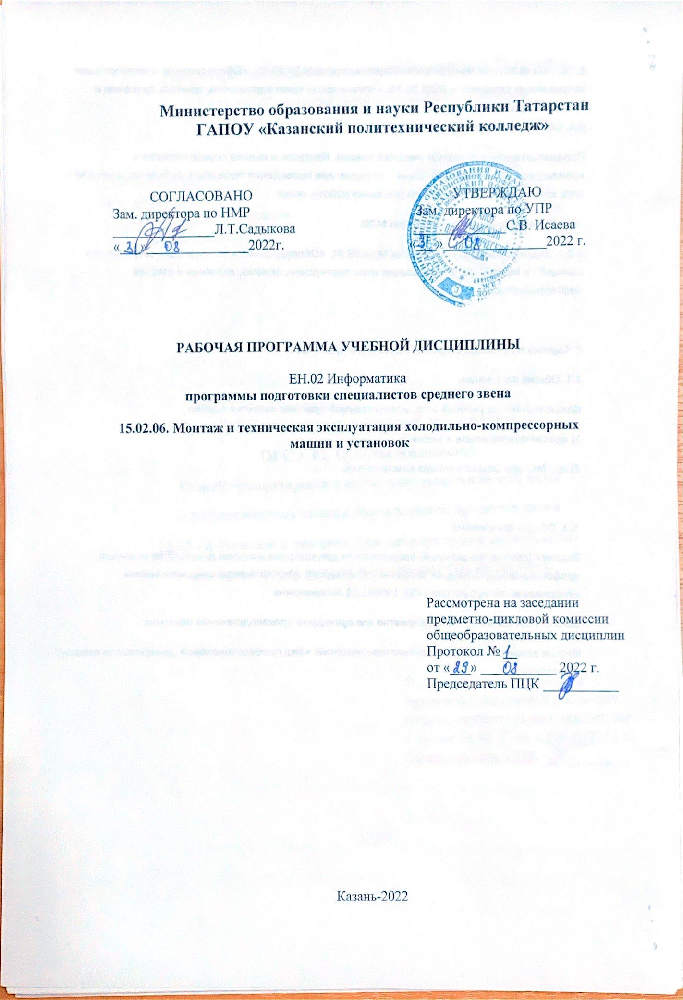 Министерство образования и науки Республики Татарстан
ГАПОУ «Казанский политехнический колледж»
СОГЛАСОВАНО
Зам. директора по НМР
Л.Т.Садыкова
«31» 08 2022г.
УТВЕРЖДАЮ
Зам. директора по УПР
С.В. Исаева
«31» 08 2022 г.
РАБОЧАЯ ПРОГРАММА УЧЕБНОЙ ДИСЦИПЛИНЫ
ЕН.02 Информатика
программы подготовки специалистов среднего звена
15.02.06. Монтаж и техническая эксплуатация холодильно-компрессорных
машин и установок
Рассмотрена на заседании
предметно-цикловой комиссии
общеобразовательных дисциплин
Протокол № 1
от «29» 08 2022 г.
Председатель ПЦК
Казань-2022